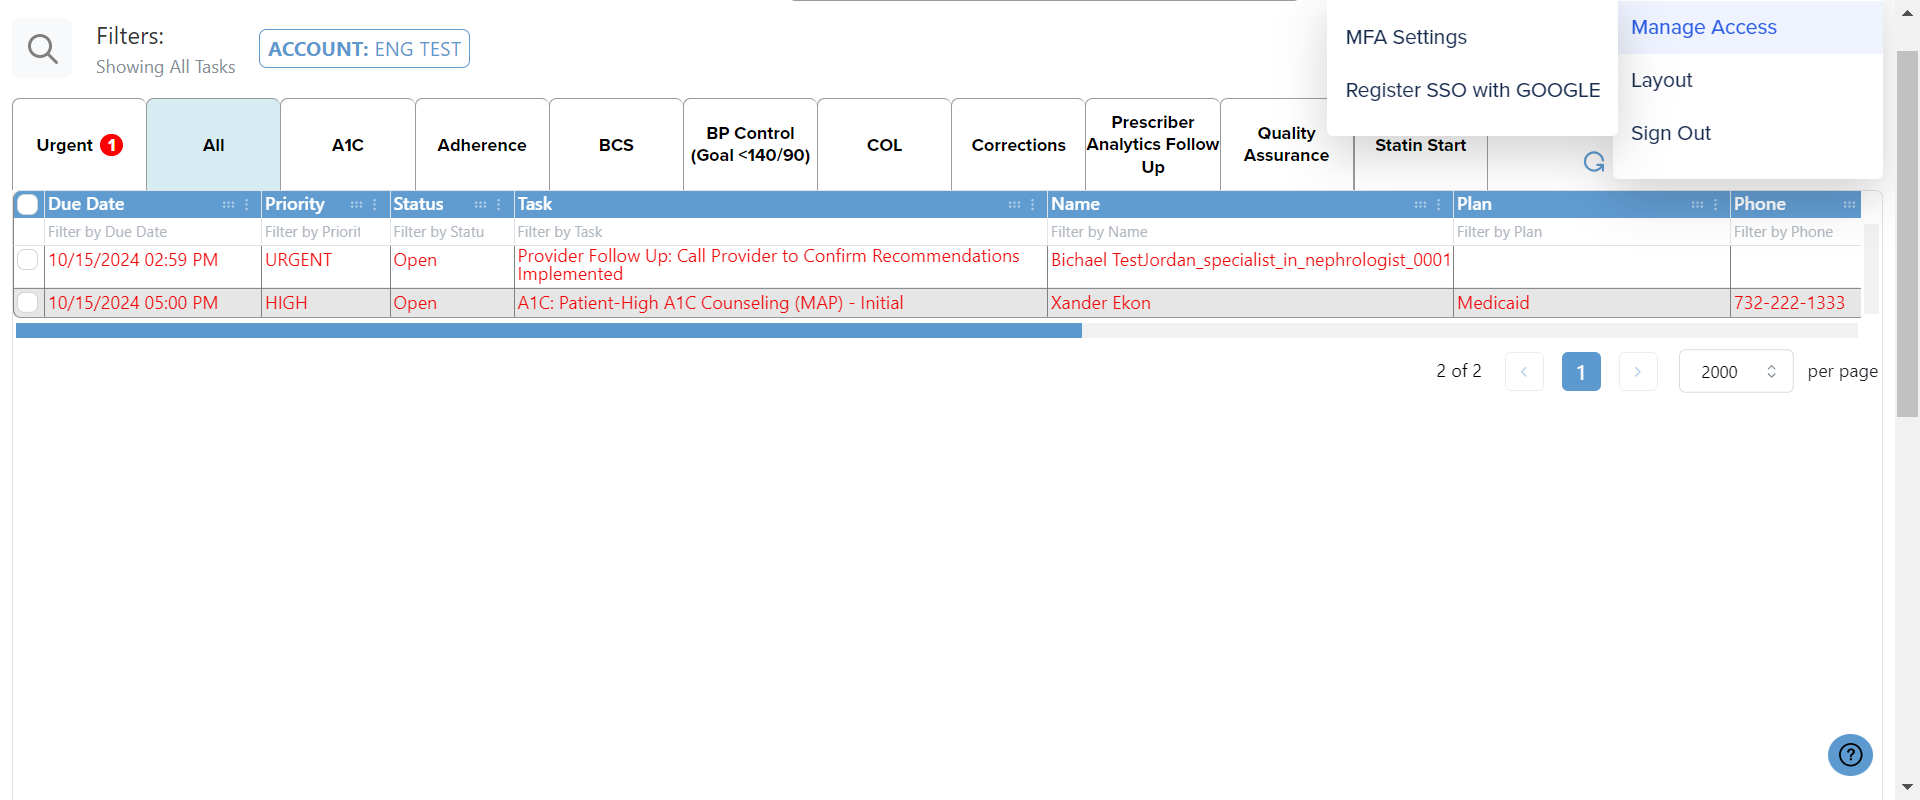 Filters:
Showing All Tasks
ACCOUNT: ENG TEST
MFA Settings
Register SSO with GOOGLE
Manage Access
Layout
Sign Out
Urgent 1
All
A1C
Adherence
BCS
BP Control
(Goal <140/90)
COL
Corrections
Prescriber
Analytics Follow
Up
Quality
Assurance
Statin Start
Due Date Priority Status Task Name Plan Phone
Filter by Due Date Filter by Priorit Filter by Statu Filter by Task Filter by Name Filter by Plan Filter by Phone
10/15/2024 02:59 PM URGENT Open Provider Follow Up: Call Provider to Confirm Recommendations
Implemented
Bichael TestJordan_specialist_in_nephrologist_0001
10/15/2024 05:00 PM HIGH Open A1C: Patient-High A1C Counseling (MAP) - Initial Xander Ekon Medicaid 732-222-1333
2 of 2 < 1 > 2000 per page
?